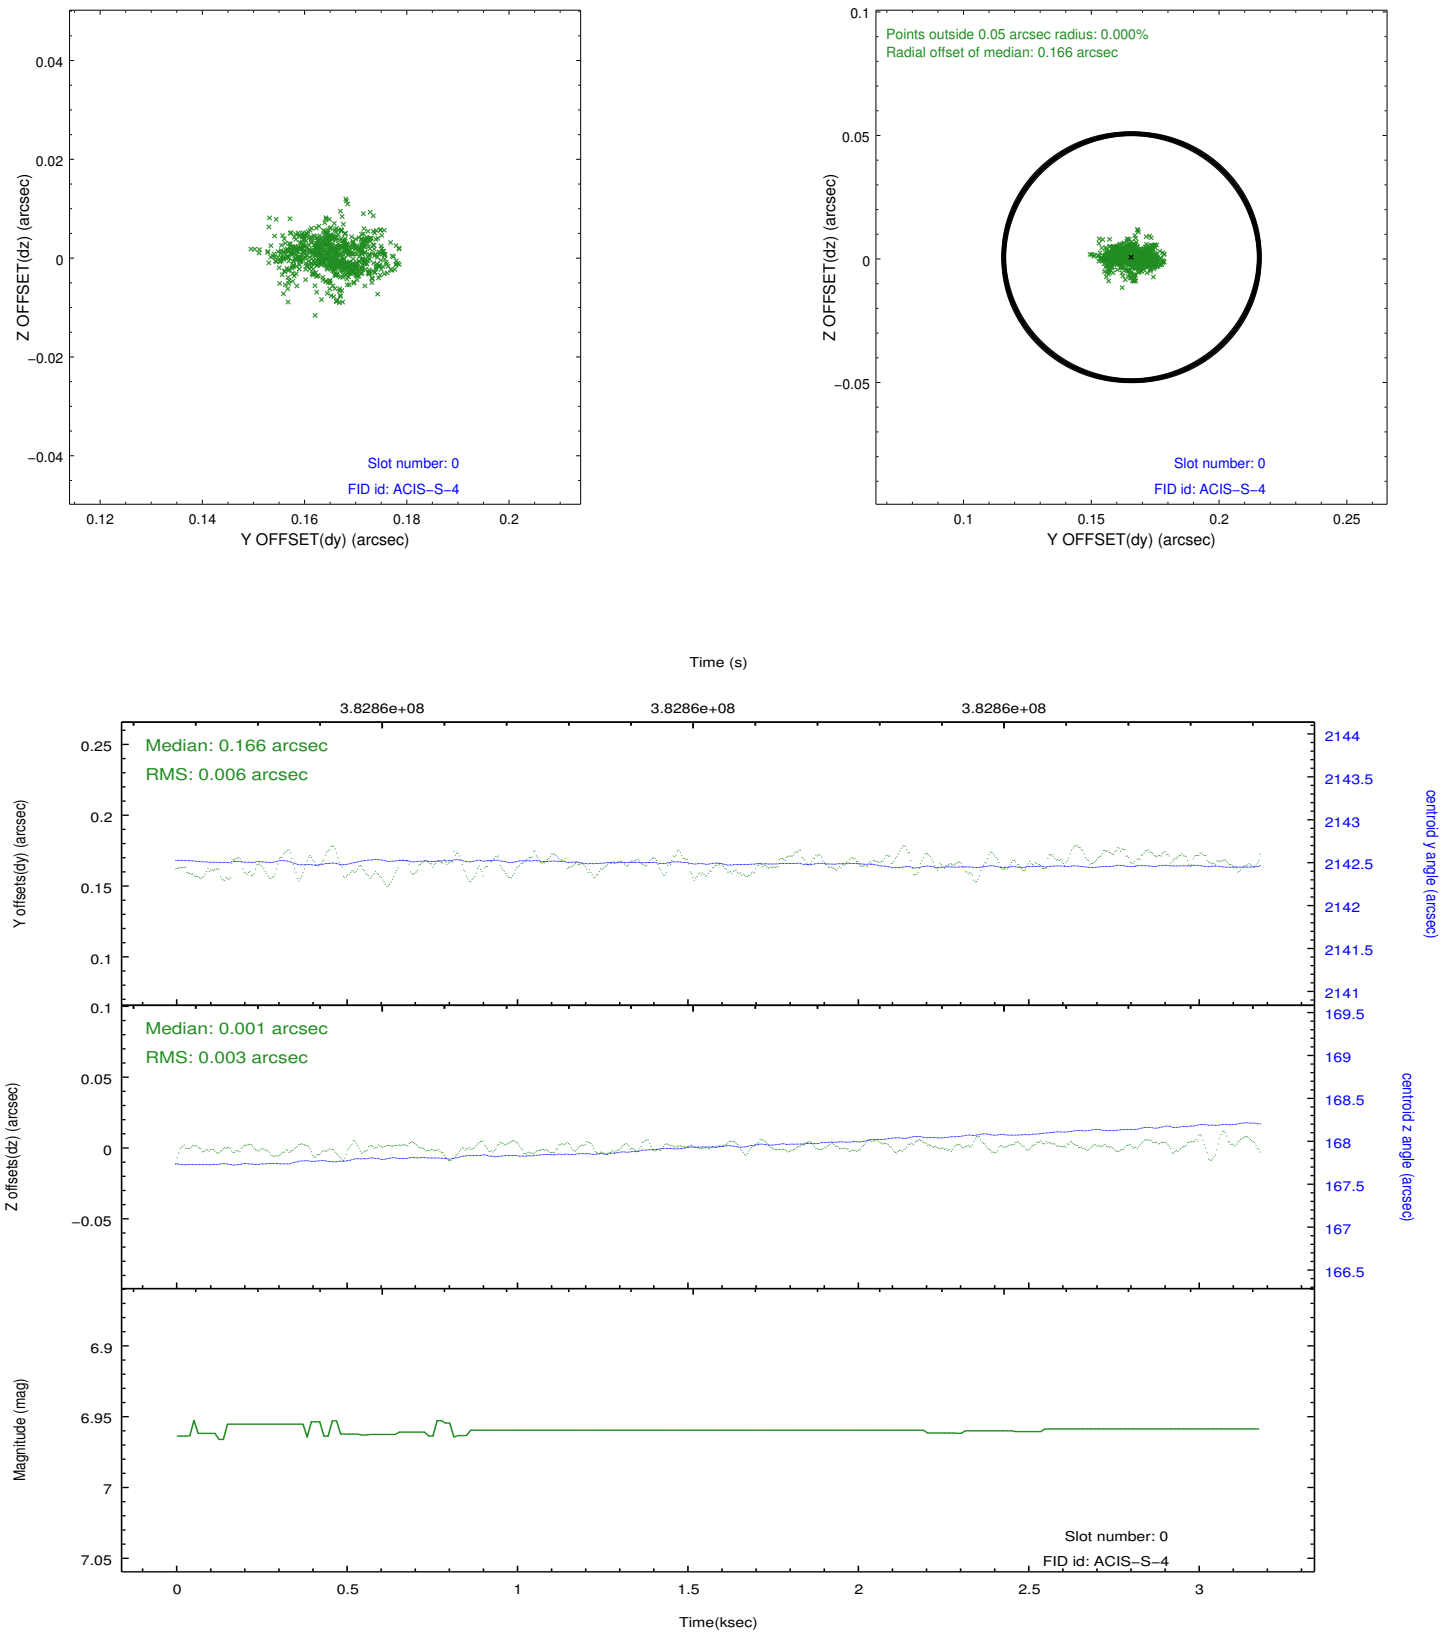 0.04
0.02
0
−0.02
−0.04
Z OFFSET(dz) (arcsec)
Slot number: 0
FID id: ACIS−S−4
0.12
0.14
0.16
0.18
0.2
Y OFFSET(dy) (arcsec)
0.1
0.05
0
−0.05
Z OFFSET(dz) (arcsec)
Points outside 0.05 arcsec radius: 0.000%
Radial offset of median: 0.166 arcsec
Slot number: 0
FID id: ACIS−S−4
0.1
0.15
0.2
0.25
Y OFFSET(dy) (arcsec)
Time (s)
3.8286e+08
3.8286e+08
3.8286e+08
Median: 0.166 arcsec
RMS: 0.006 arcsec
0.25
0.2
0.15
0.1
Y offsets(dy) (arcsec)
2144
2143.5
2143
2142.5
2142
2141.5
2141
centroid y angle (arcsec)
Median: 0.001 arcsec
RMS: 0.003 arcsec
0.1
0.05
0
−0.05
Z offsets(dz) (arcsec)
169.5
169
168.5
168
167.5
167
166.5
centroid z angle (arcsec)
6.9
6.95
7
7.05
Magnitude (mag)
Slot number: 0
FID id: ACIS−S−4
0
0.5
1
1.5
2
2.5
3
Time(ksec)